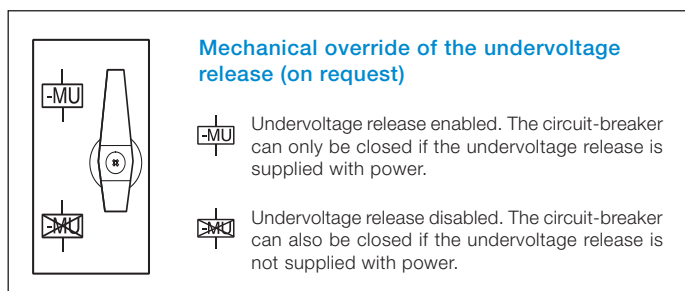 Mechanical override of the undervoltage
release (on request)
-MU
-MU
Undervoltage release enabled. The circuit-breaker
can only be closed if the undervoltage release is
supplied with power.
-MU
-MU
Undervoltage release disabled. The circuit-breaker
can also be closed if the undervoltage release is
not supplied with power.